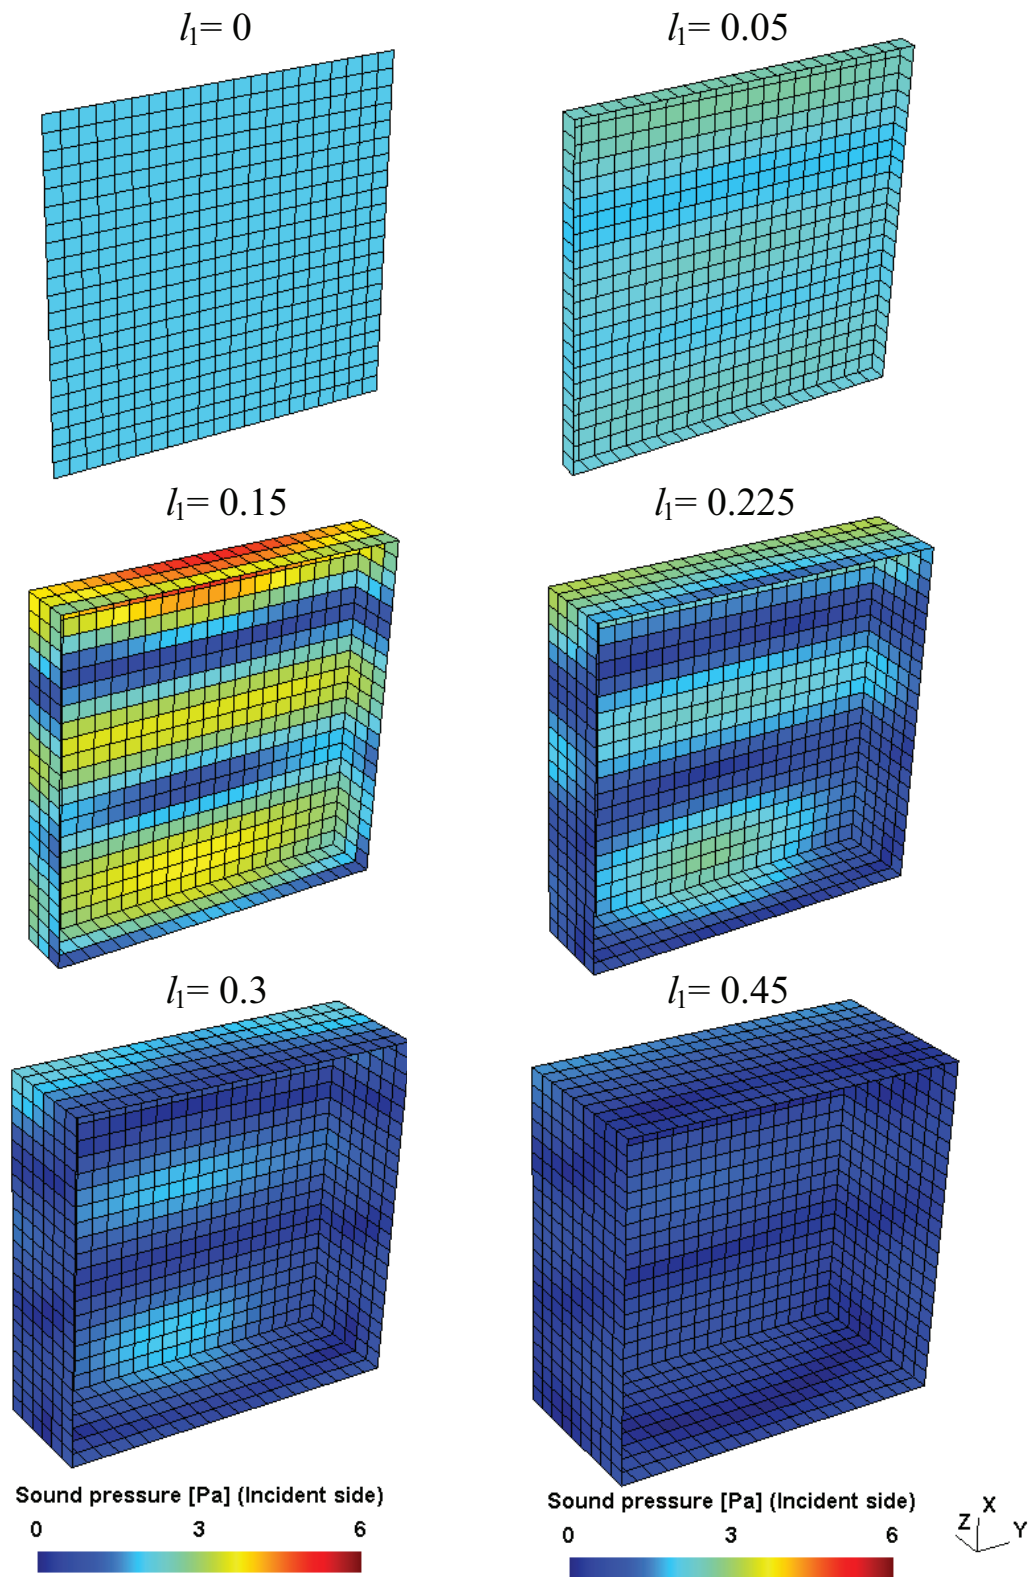 l₁= 0
l₁= 0.05
l₁= 0.15
l₁= 0.225
l₁= 0.3
l₁= 0.45
Sound pressure [Pa] (Incident side)
0 3 6
Sound pressure [Pa] (Incident side)
0 3 6
X
Z
Y